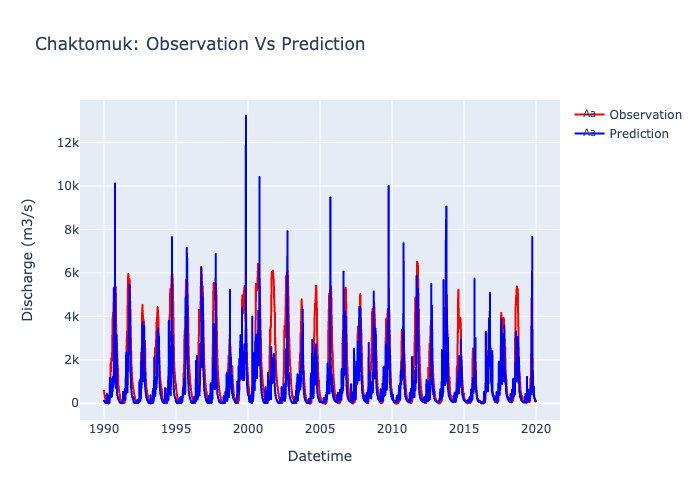 Chaktomuk: Observation Vs Prediction
Aa Observation
Aa Prediction
12k
10k
8k
6k
4k
2k
0
Discharge (m3/s)
1990 1995 2000 2005 2010 2015 2020
Datetime